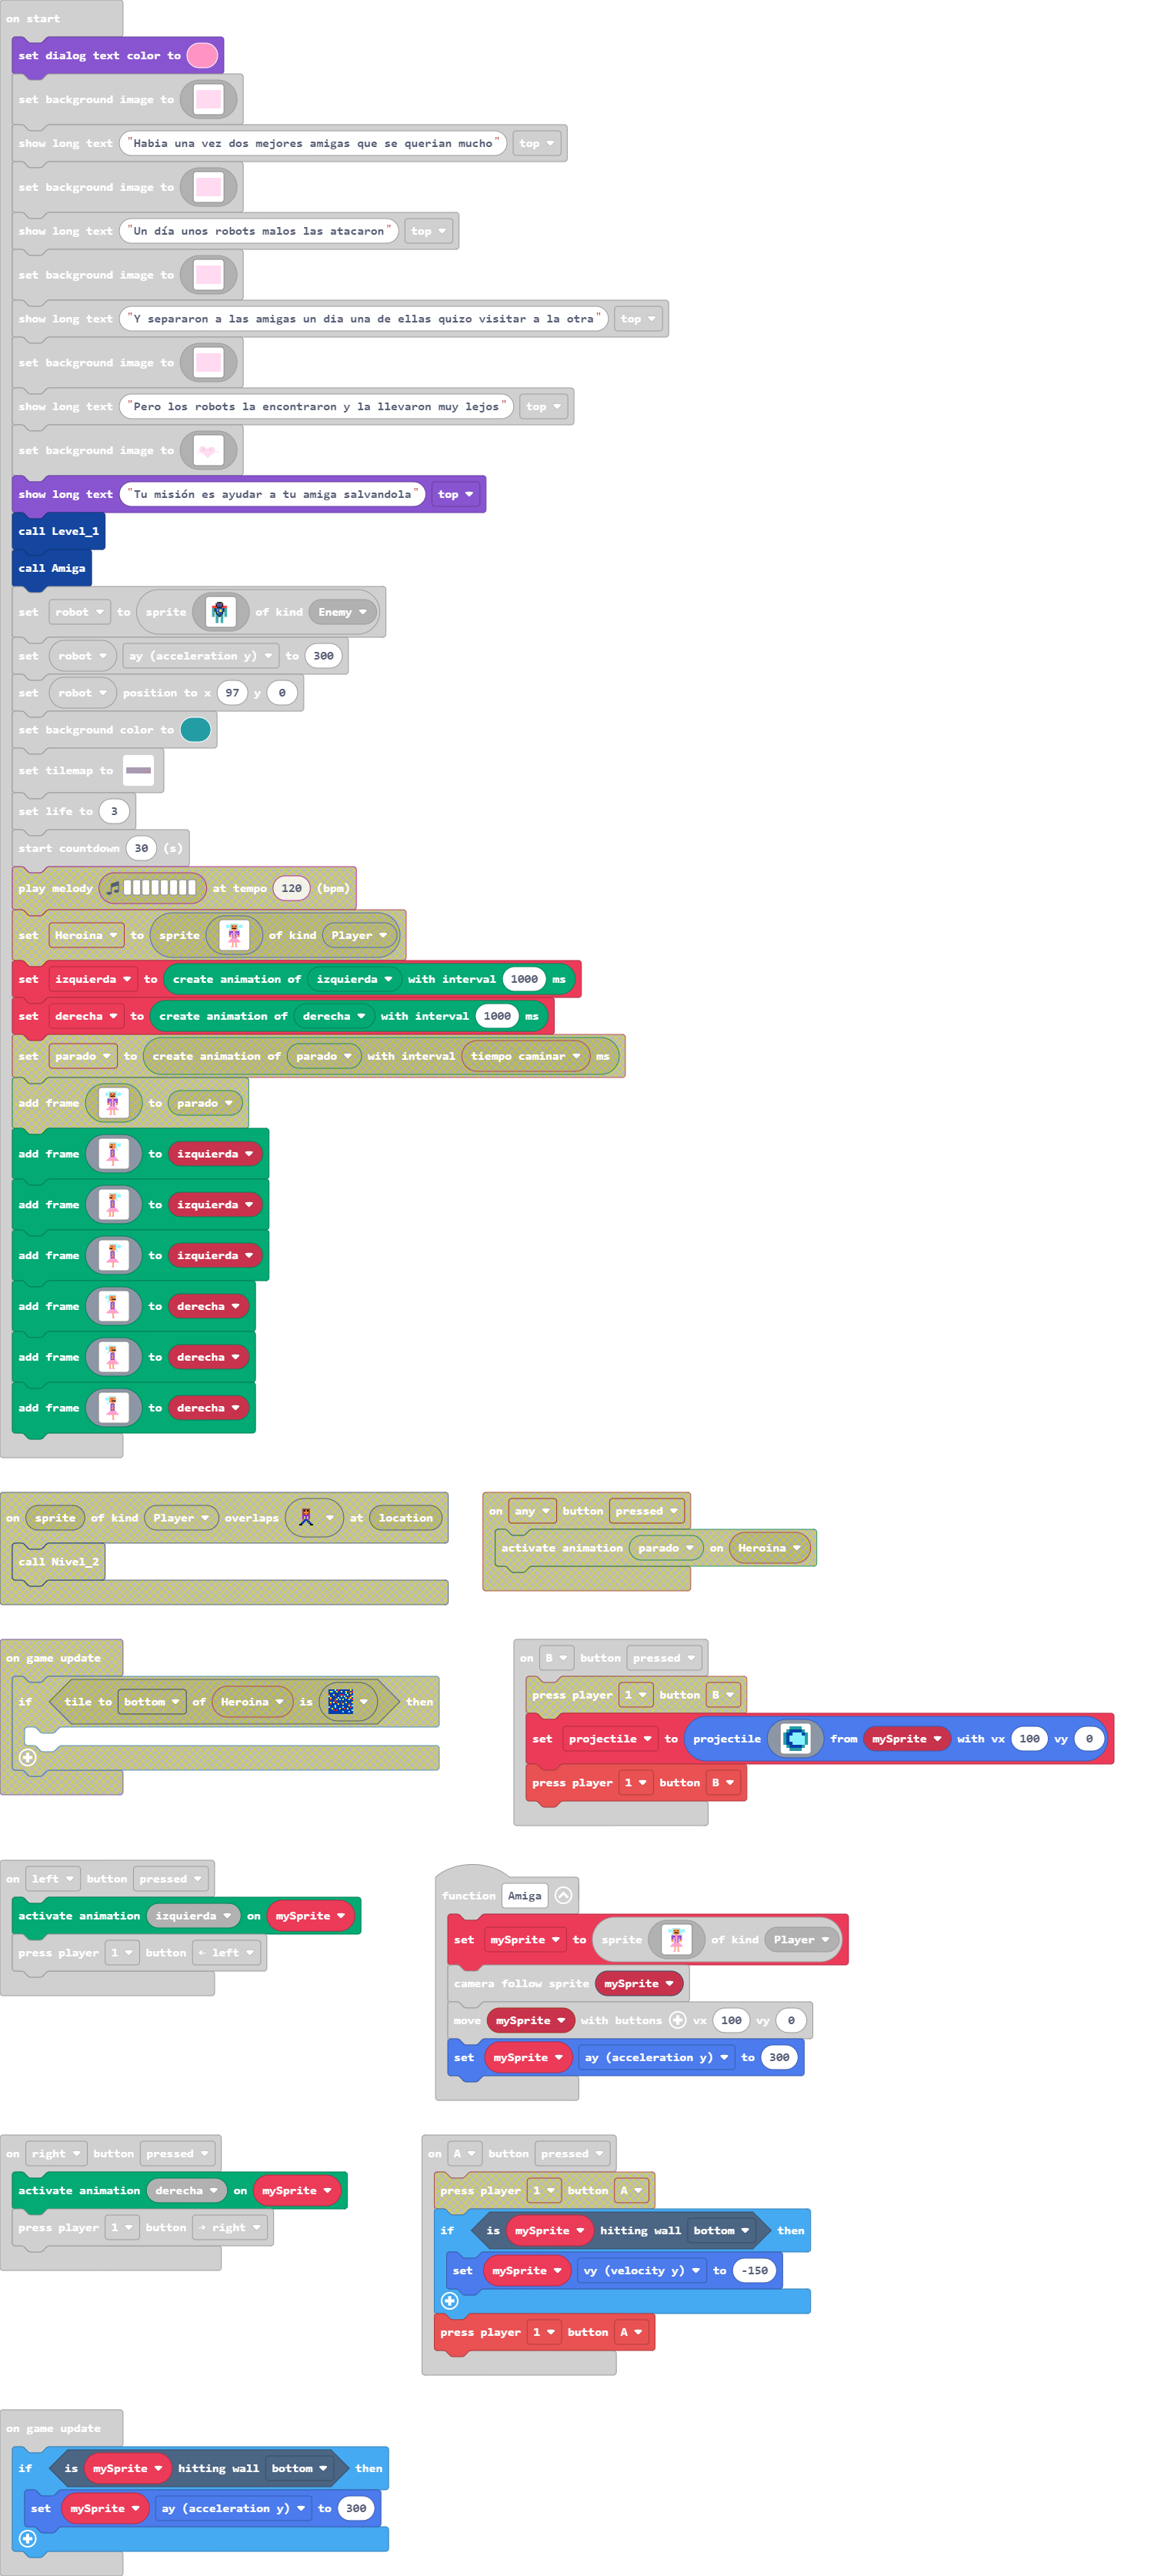 on start
set dialog text color to
set background image to
show long text "Habia una vez dos mejores amigas que se querian mucho" top
set background image to
show long text "Un día unos robots malos las atacaron" top
set background image to
show long text "Y separaron a las amigas un dia una de ellas quizo visitar a la otra" top
set background image to
show long text "Pero los robots la encontraron y la llevaron muy lejos" top
set background image to
show long text "Tu misión es ayudar a tu amiga salvandola" top
call Level_1
call Amiga
set robot to sprite of kind Enemy
set robot ay (acceleration y) to 300
set robot position to x 97 y 0
set background color to
set tilemap to
set life to 3
start countdown 30 (s)
play melody at tempo 120 (bpm)
set Heroina to sprite of kind Player
set izquierda to create animation of izquierda with interval 1000 ms
set derecha to create animation of derecha with interval 1000 ms
set parado to create animation of parado with interval tiempo caminar ms
add frame to parado
add frame to izquierda
add frame to izquierda
add frame to izquierda
add frame to derecha
add frame to derecha
add frame to derecha
on sprite of kind Player overlaps at location
call Nivel_2
on any button pressed
activate animation parado on Heroina
on game update
if tile to bottom of Heroina is then
on B button pressed
press player 1 button B
set projectile to projectile from mySprite with vx 100 vy 0
press player 1 button B
on left button pressed
activate animation izquierda on mySprite
press player 1 button ← left
function Amiga
set mySprite to sprite of kind Player
camera follow sprite mySprite
move mySprite with buttons vx 100 vy 0
set mySprite ay (acceleration y) to 300
on right button pressed
activate animation derecha on mySprite
press player 1 button → right
on A button pressed
press player 1 button A
if is mySprite hitting wall bottom then
set mySprite vy (velocity y) to -150
press player 1 button A
on game update
if is mySprite hitting wall bottom then
set mySprite ay (acceleration y) to 300